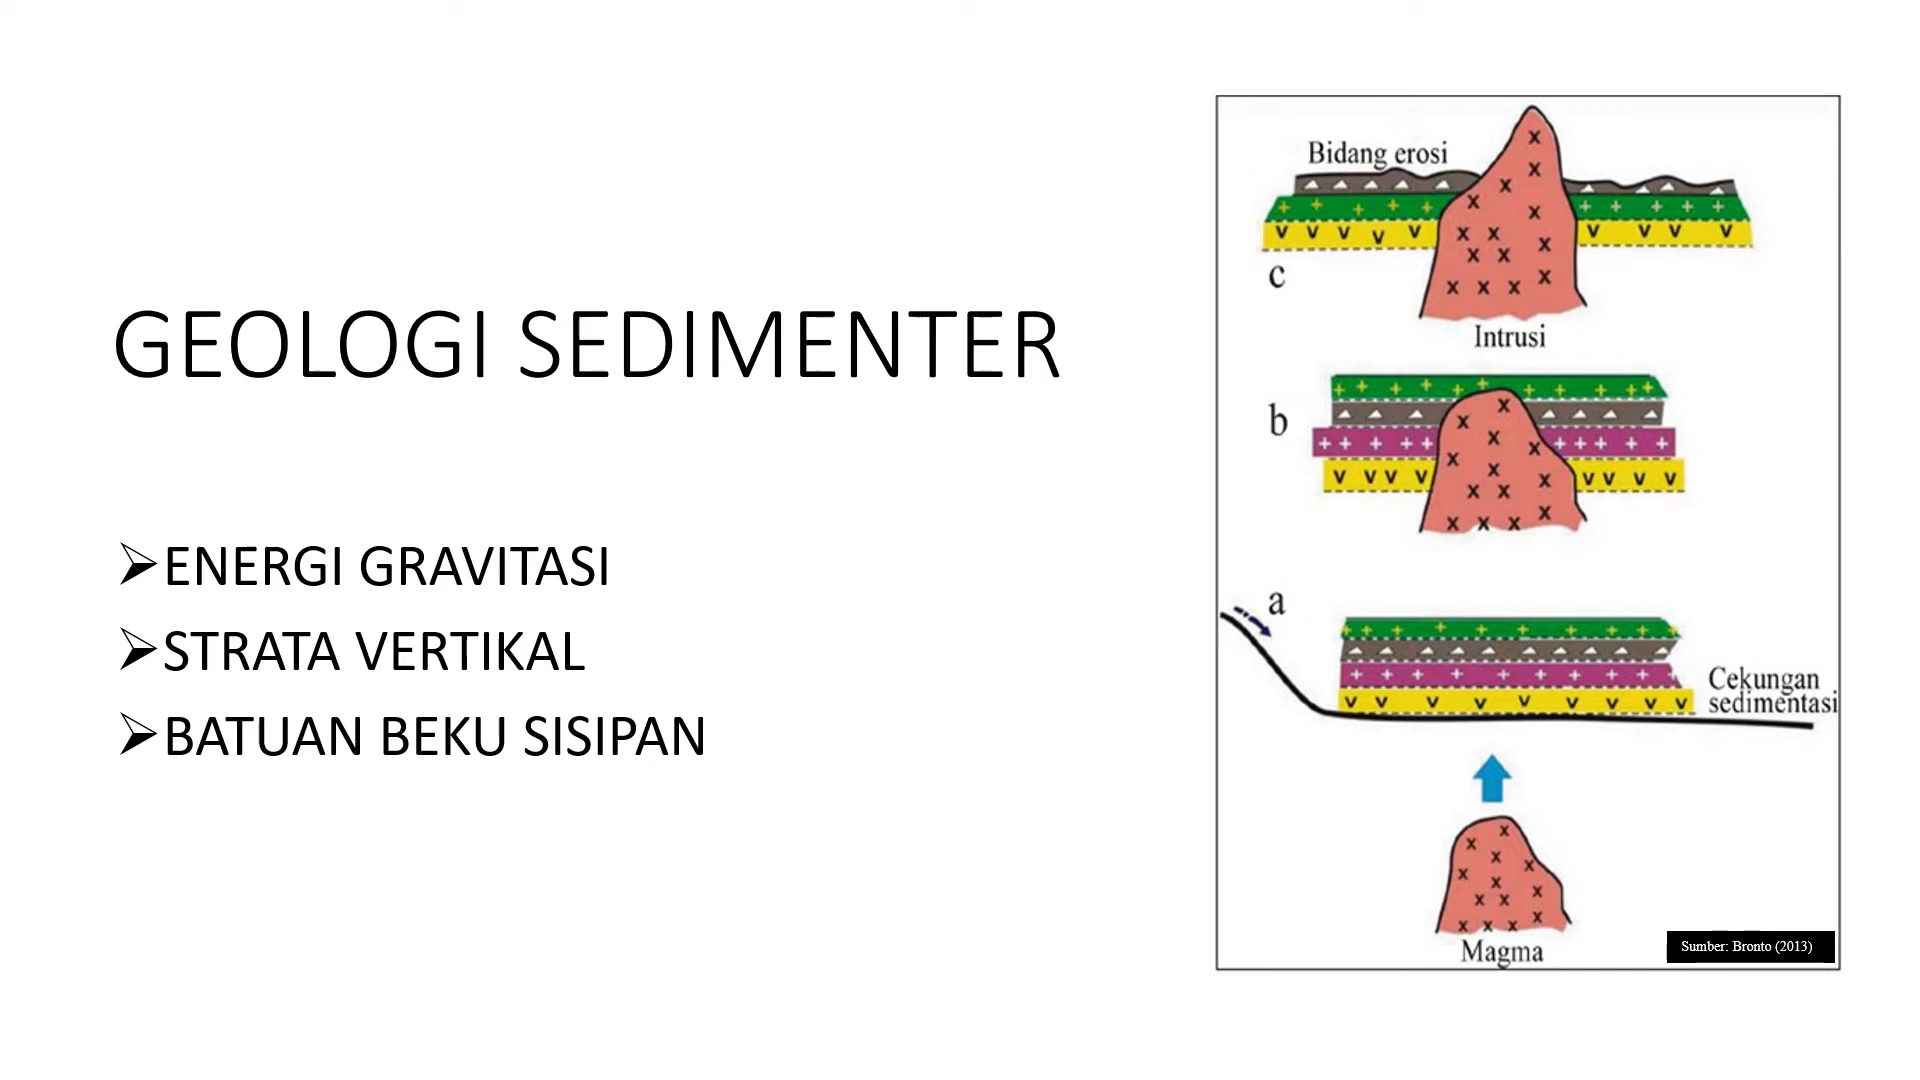 GEOLOGI SEDIMENTER
➢ENERGI GRAVITASI
➢STRATA VERTIKAL
➢BATUAN BEKU SISIPAN
Bidang erosi
c
Intrusi
b
a
Cekungan
sedimentasi
Magma
Sumber: Bronto (2013)